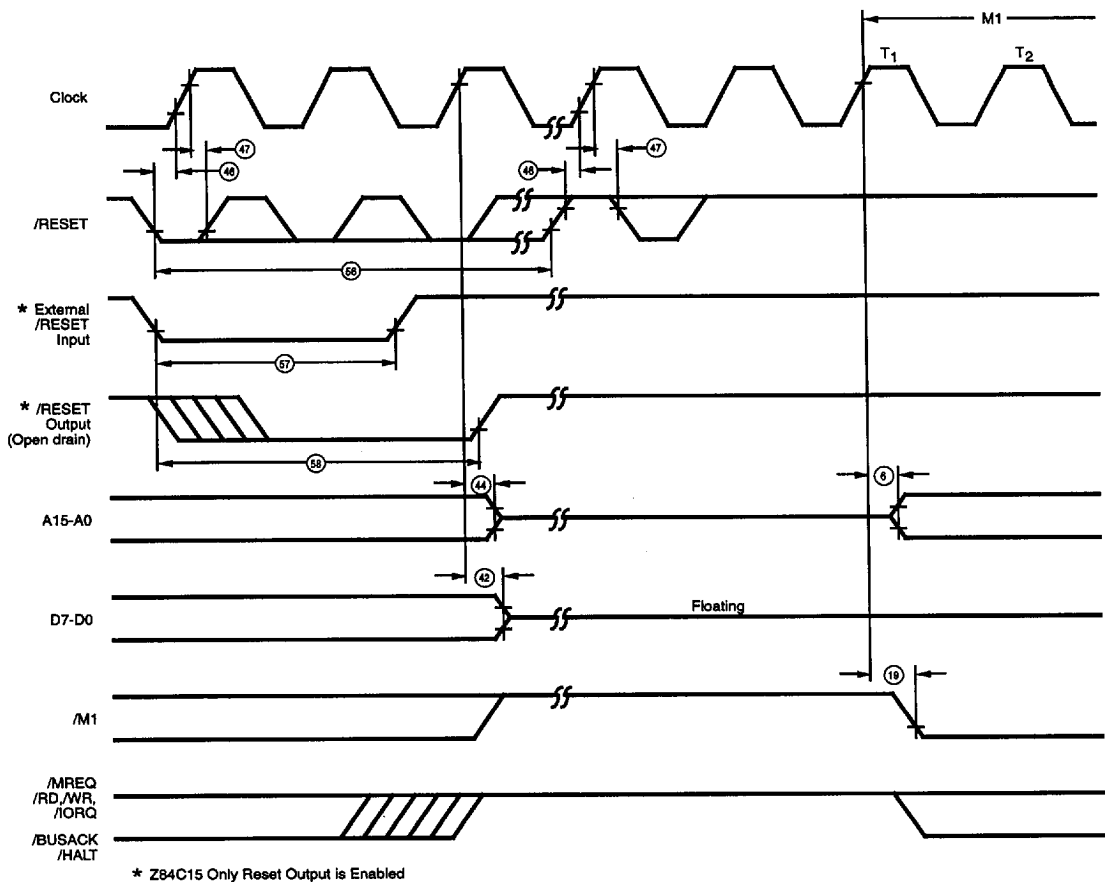 M1
T1
T2
Clock
47
46
46
47
/RESET
56
* External
/RESET
Input
57
* /RESET
Output
(Open drain)
58
44
6
A15-A0
42
D7-D0
Floating
19
/M1
/MREQ
/RD,/WR,
/IORQ
/BUSACK
/HALT
* Z84C15 Only Reset Output is Enabled